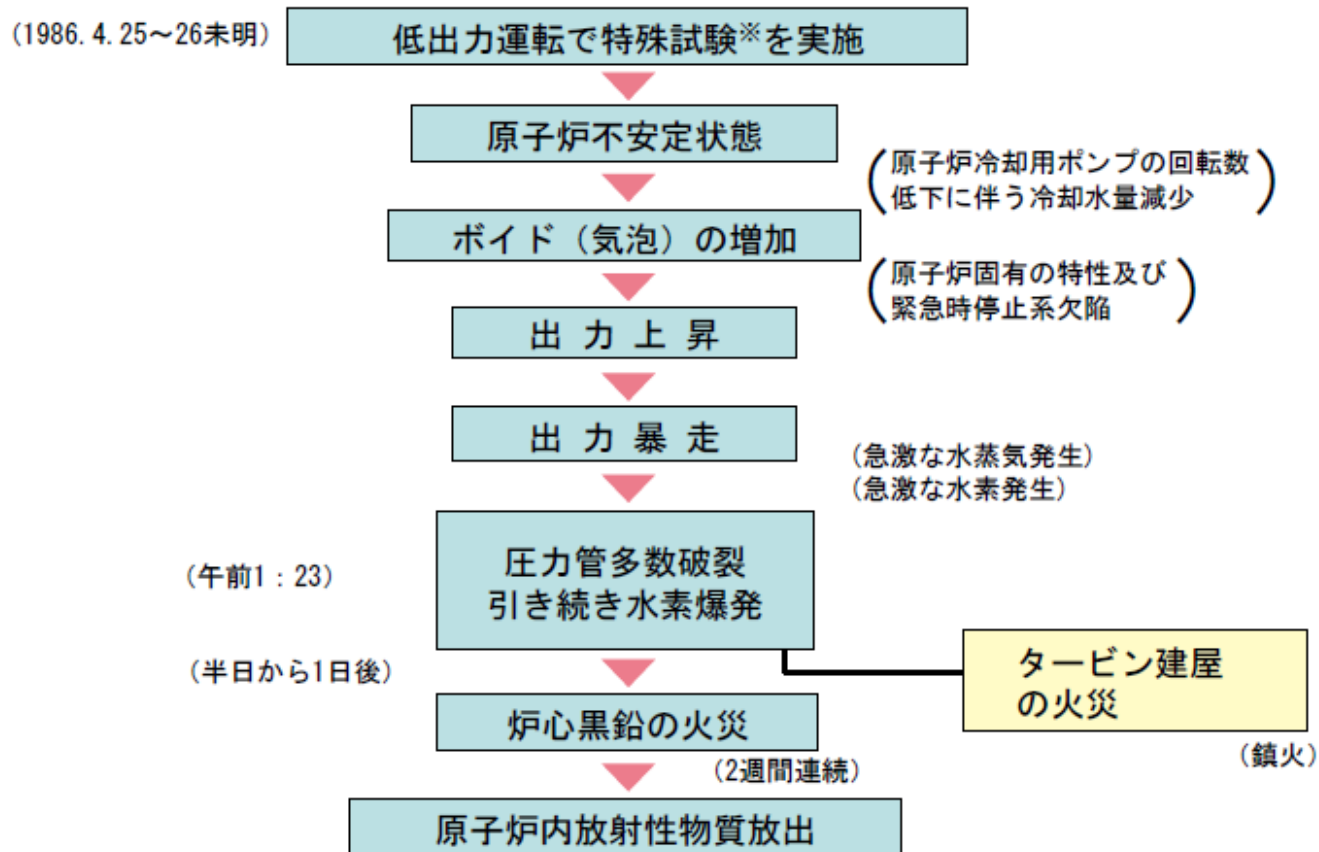 (1986.4.25～26未明)
低出力運転で特殊試験※を実施
原子炉不安定状態
(原子炉冷却用ポンプの回転数
低下に伴う冷却水量減少)
ボイド（気泡）の増加
(原子炉固有の特性及び
緊急時停止系欠陥)
出力上昇
出力暴走
(急激な水蒸気発生)
(急激な水素発生)
(午前1：23)
圧力管多数破裂
引き続き水素爆発
(半日から1日後)
タービン建屋
の火災
(鎮火)
炉心黒鉛の火災
(2週間連続)
原子炉内放射性物質放出